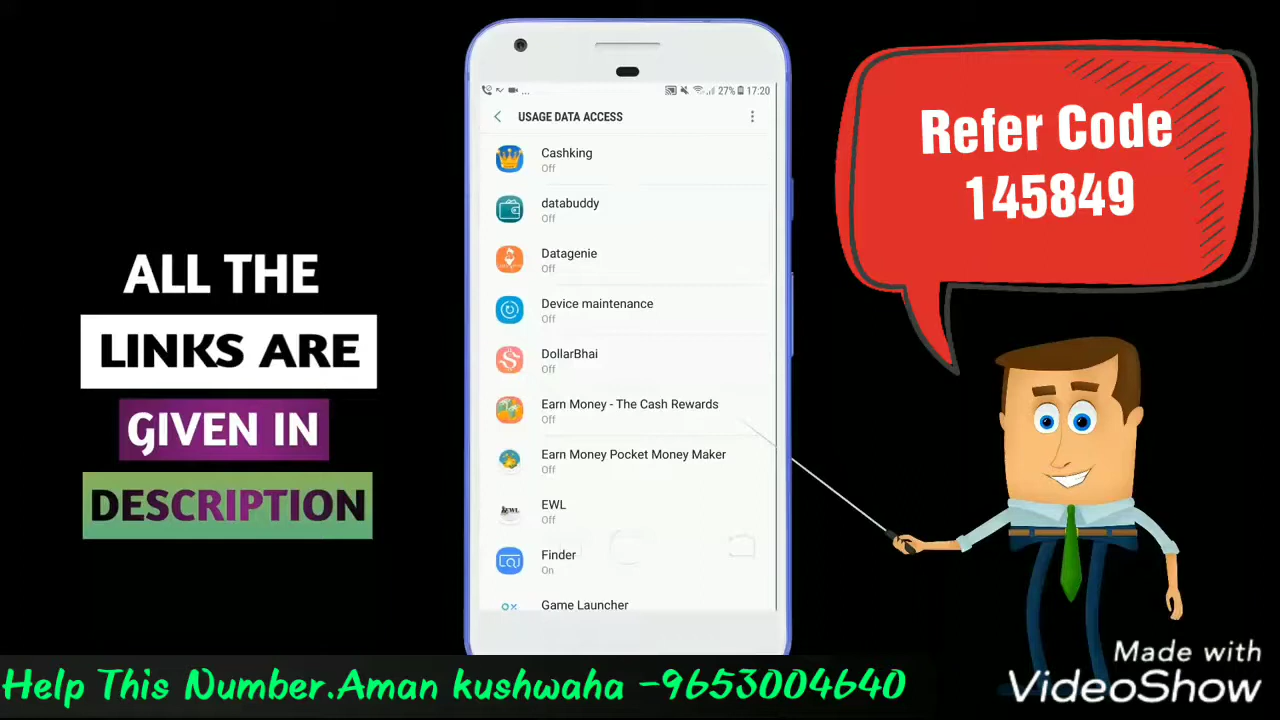 ALL THE
LINKS ARE
GIVEN IN
DESCRIPTION
... 27% 17:20
USAGE DATA ACCESS
Cashking
Off
databuddy
Off
Datagenie
Off
Device maintenance
Off
DollarBhai
Off
Earn Money - The Cash Rewards
Off
Earn Money Pocket Money Maker
Off
EWL
EWL
Off
Finder
On
Game Launcher
Refer Code
145849
Help This Number.Aman kushwaha -9653004640
Made with
VideoShow